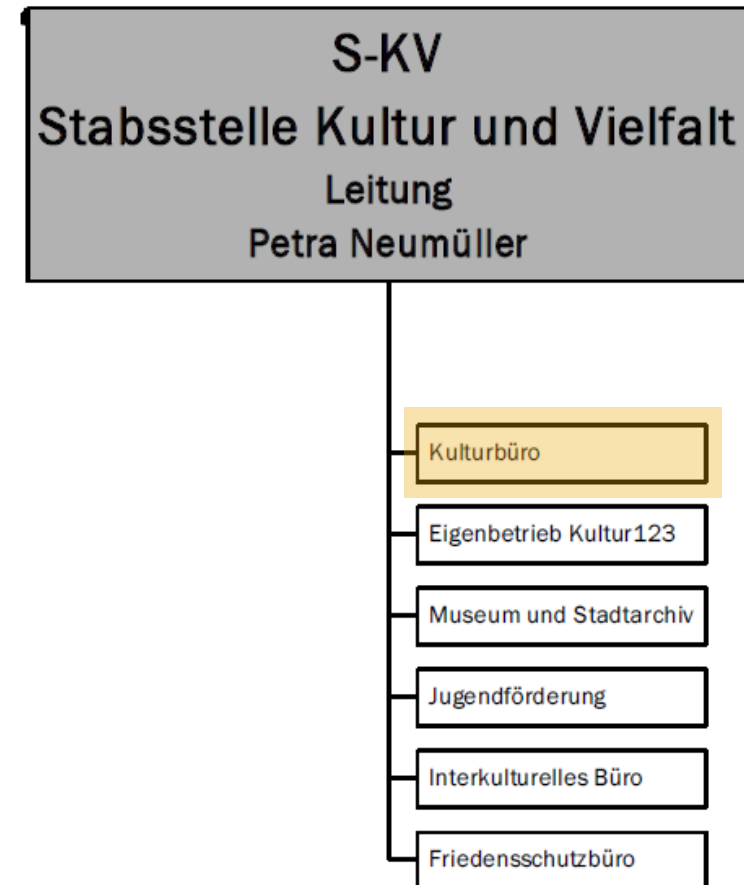 S-KV
Stabsstelle Kultur und Vielfalt
Leitung
Petra Neumüller
Kulturbüro
Eigenbetrieb Kultur123
Museum und Stadtarchiv
Jugendförderung
Interkulturelles Büro
Friedensschutzbüro